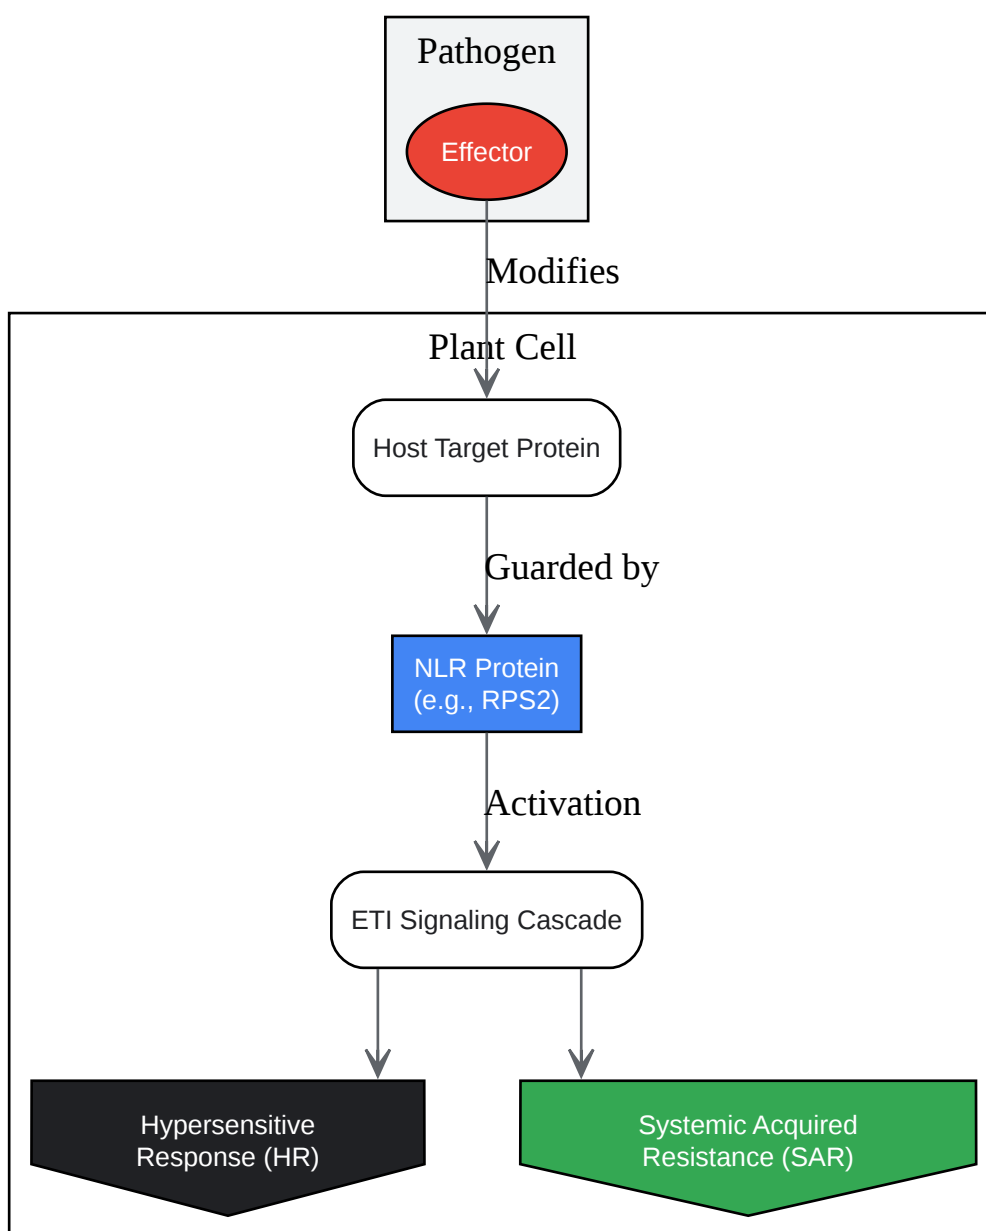 Pathogen
Effector
Modifies
Plant Cell
Host Target Protein
Guarded by
NLR Protein
(e.g., RPS2)
Activation
ETI Signaling Cascade
Hypersensitive
Response (HR)
Systemic Acquired
Resistance (SAR)